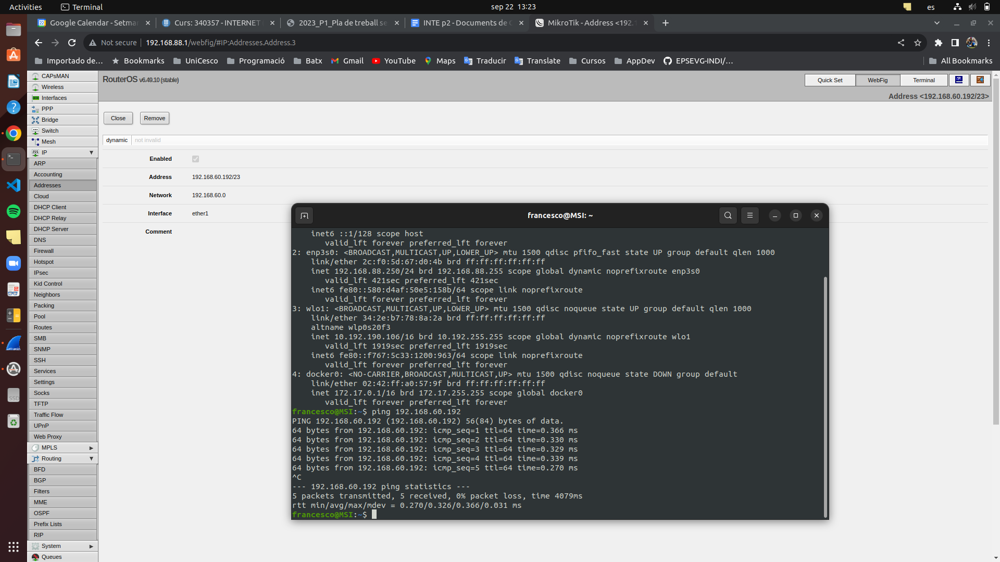 Activities
Terminal
sep 22 13:23
es
Google Calendar - Setma
Curs: 340357 - INTERNET
2023_P1_Pla de treball se
INTE p2 - Documents de
MikroTik - Address <192.1
Not secure
192.168.88.1/webfig/#IP:Addresses.Address.3
Importado de…
Bookmarks
UniCesco
Programació
Batx
Gmail
YouTube
Maps
Traducir
Translate
Cursos
AppDev
EPSEVG-INDI/…
All Bookmarks
CAPsMAN
Wireless
Interfaces
PPP
Bridge
Switch
Mesh
IP
ARP
Accounting
Addresses
Cloud
DHCP Client
DHCP Relay
DHCP Server
DNS
Firewall
Hotspot
IPsec
Kid Control
Neighbors
Packing
Pool
Routes
SMB
SNMP
SSH
Services
Settings
Socks
TFTP
Traffic Flow
UPnP
Web Proxy
MPLS
Routing
BFD
BGP
Filters
MME
OSPF
Prefix Lists
RIP
System
Queues
RouterOS v6.49.10 (stable)
Quick Set
WebFig
Terminal
Address <192.168.60.192/23>
Close
Remove
dynamic
not invalid
Enabled
Address
192.168.60.192/23
Network
192.168.60.0
Interface
ether1
Comment
francesco@MSI: ~
inet6 ::1/128 scope host
valid_lft forever preferred_lft forever
2: enp3s0: <BROADCAST,MULTICAST,UP,LOWER_UP> mtu 1500 qdisc pfifo_fast state UP group default qlen 1000
link/ether 2c:f0:5d:67:d0:4b brd ff:ff:ff:ff:ff:ff
inet 192.168.88.250/24 brd 192.168.88.255 scope global dynamic noprefixroute enp3s0
valid_lft 421sec preferred_lft 421sec
inet6 fe80::580:d4af:50e5:158b/64 scope link noprefixroute
valid_lft forever preferred_lft forever
3: wlo1: <BROADCAST,MULTICAST,UP,LOWER_UP> mtu 1500 qdisc noqueue state UP group default qlen 1000
link/ether 34:2e:b7:78:8a:2a brd ff:ff:ff:ff:ff:ff
altname wlp0s20f3
inet 10.192.190.106/16 brd 10.192.255.255 scope global dynamic noprefixroute wlo1
valid_lft 1919sec preferred_lft 1919sec
inet6 fe80::f767:5c33:1200:963/64 scope link noprefixroute
valid_lft forever preferred_lft forever
4: docker0: <NO-CARRIER,BROADCAST,MULTICAST,UP> mtu 1500 qdisc noqueue state DOWN group default
link/ether 02:42:ff:a0:57:9f brd ff:ff:ff:ff:ff:ff
inet 172.17.0.1/16 brd 172.17.255.255 scope global docker0
valid_lft forever preferred_lft forever
francesco@MSI:~$ ping 192.168.60.192
PING 192.168.60.192 (192.168.60.192) 56(84) bytes of data.
64 bytes from 192.168.60.192: icmp_seq=1 ttl=64 time=0.366 ms
64 bytes from 192.168.60.192: icmp_seq=2 ttl=64 time=0.330 ms
64 bytes from 192.168.60.192: icmp_seq=3 ttl=64 time=0.329 ms
64 bytes from 192.168.60.192: icmp_seq=4 ttl=64 time=0.339 ms
64 bytes from 192.168.60.192: icmp_seq=5 ttl=64 time=0.270 ms
^C
--- 192.168.60.192 ping statistics ---
5 packets transmitted, 5 received, 0% packet loss, time 4079ms
rtt min/avg/max/mdev = 0.270/0.326/0.366/0.031 ms
francesco@MSI:~$